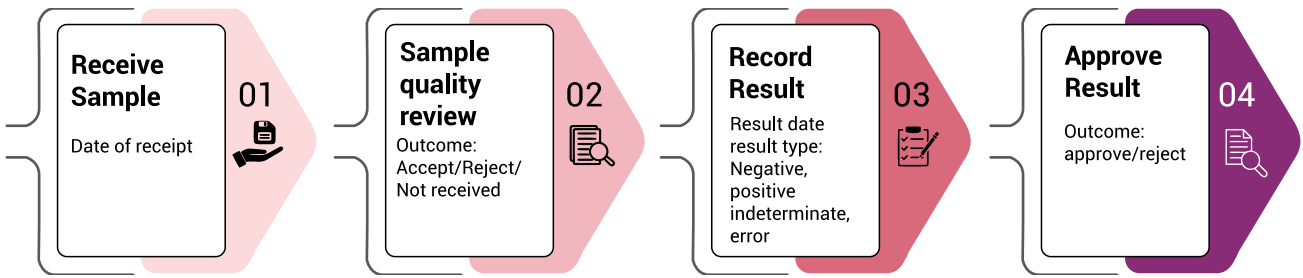 Receive
Sample
Date of receipt
01
Sample
quality
review
Outcome:
Accept/Reject/
Not received
02
Record
Result
Result date
result type:
Negative,
positive
indeterminate,
error
03
Approve
Result
Outcome:
approve/reject
04